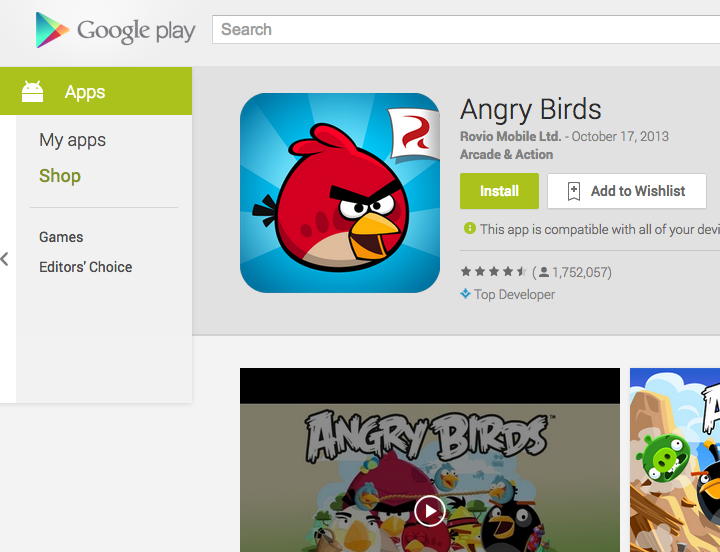 Google play
Search
Apps
My apps
Shop
Games
Editors' Choice
Angry Birds
Rovio Mobile Ltd. - October 17, 2013
Arcade & Action
Install
Add to Wishlist
This app is compatible with all of your devi
(1,752,057)
Top Developer
ANGRY BIRDS™
A